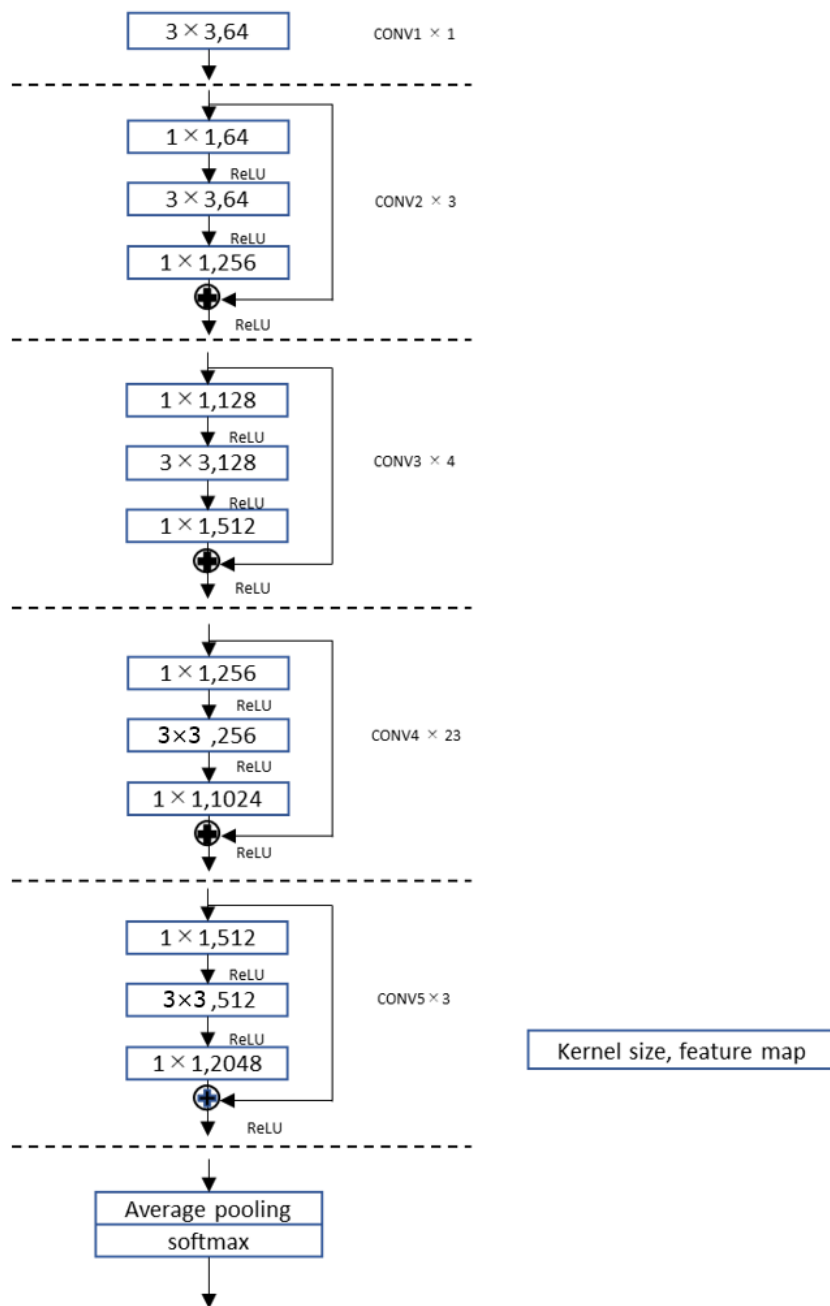 3 × 3,64
CONV1 × 1
1 × 1,64
ReLU
3 × 3,64
CONV2 × 3
ReLU
1 × 1,256
ReLU
1 × 1,128
ReLU
3 × 3,128
CONV3 × 4
ReLU
1 × 1,512
ReLU
1 × 1,256
ReLU
3×3 ,256
CONV4 × 23
ReLU
1 × 1,1024
ReLU
1 × 1,512
ReLU
3×3,512
CONV5 × 3
ReLU
1 × 1,2048
Kernel size, feature map
ReLU
Average pooling
softmax